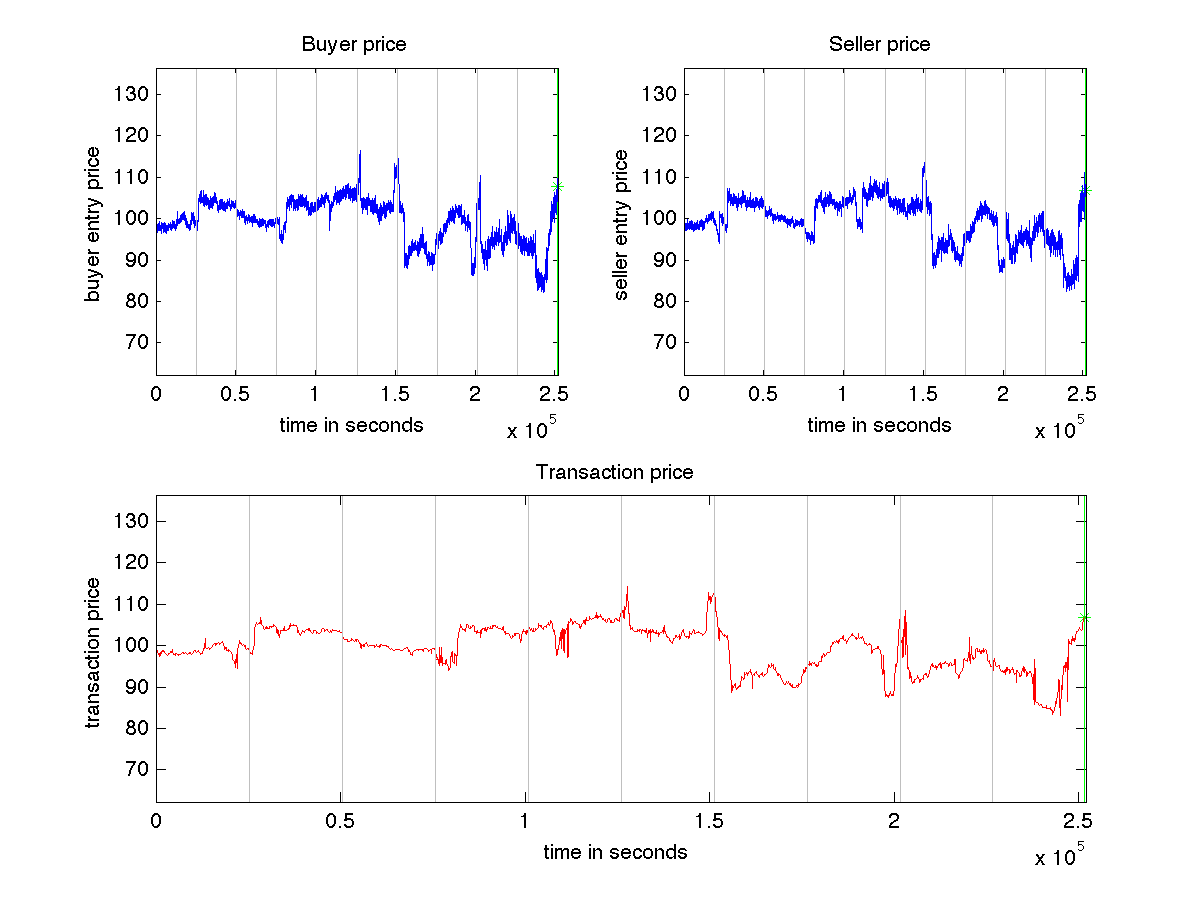 Buyer price
130
120
110
100
90
80
70
buyer entry price
0 0.5 1 1.5 2 2.5
time in seconds
x 10^5
Seller price
130
120
110
100
90
80
70
seller entry price
0 0.5 1 1.5 2 2.5
time in seconds
x 10^5
Transaction price
130
120
110
100
90
80
70
transaction price
0 0.5 1 1.5 2 2.5
time in seconds
x 10^5